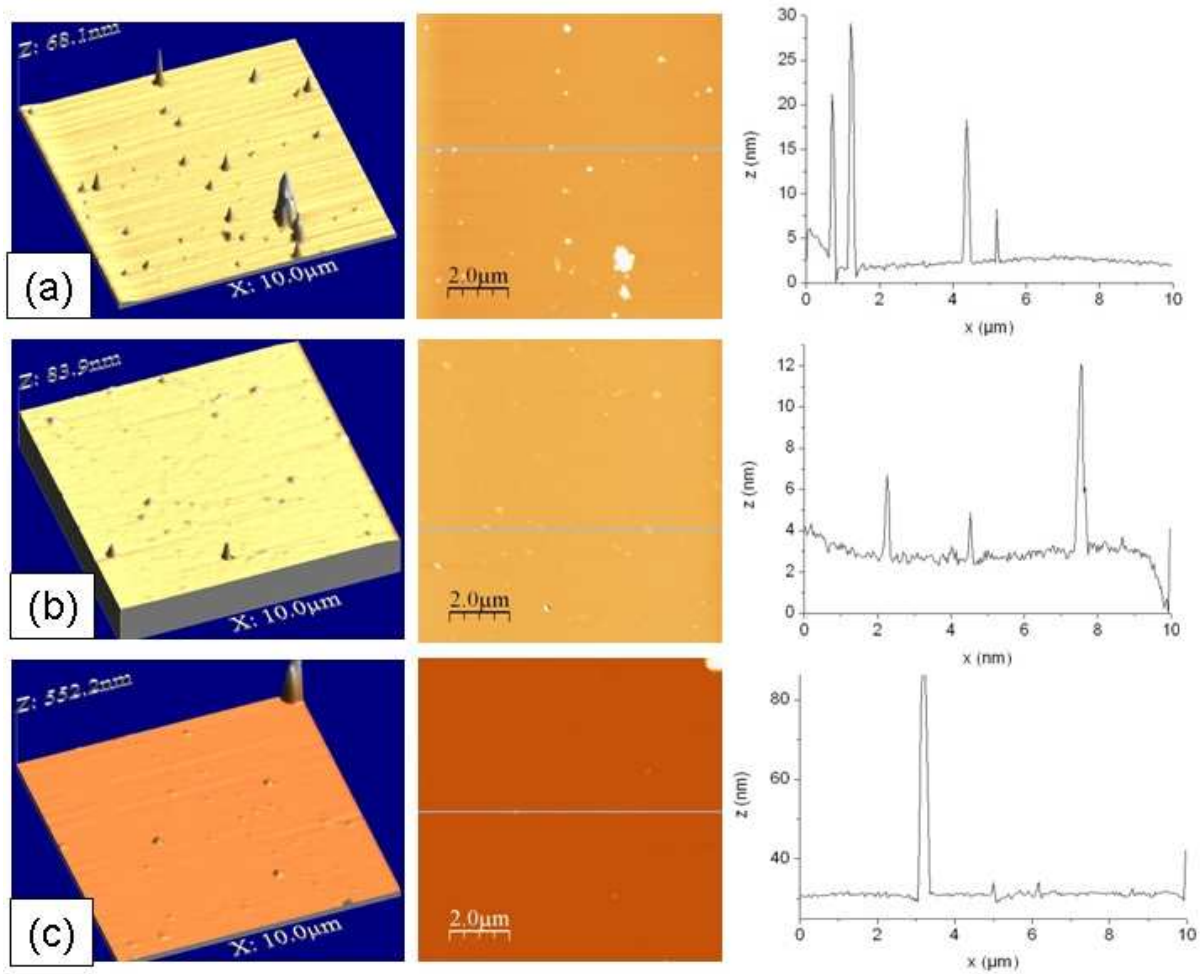 Z: 68.1nm
X: 10.0µm
(a)
2.0µm
30
25
20
15
10
5
0
z (nm)
0 2 4 6 8 10
x (µm)
Z: 83.9nm
X: 10.0µm
(b)
2.0µm
12
10
8
6
4
2
0
z (nm)
0 2 4 6 8 10
x (nm)
Z: 552.2nm
X: 10.0µm
(c)
2.0µm
80
60
40
z (nm)
0 2 4 6 8 10
x (µm)